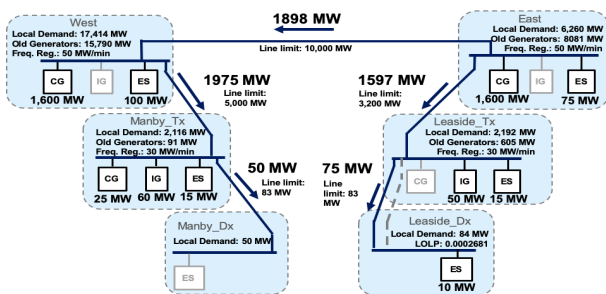 West
Local Demand: 17,414 MW
Old Generators: 15,790 MW
Freq. Reg.: 50 MW/min
CG
IG
ES
1,600 MW
100 MW
1898 MW
Line limit: 10,000 MW
East
Local Demand: 6,260 MW
Old Generators: 8081 MW
Freq. Reg.: 50 MW/min
CG
IG
ES
1,600 MW
75 MW
1975 MW
Line limit:
5,000 MW
1597 MW
Line limit:
3,200 MW
Manby_Tx
Local Demand: 2,116 MW
Old Generators: 91 MW
Freq. Reg.: 30 MW/min
CG
IG
ES
25 MW
60 MW
15 MW
50 MW
Line limit:
83 MW
75 MW
Line
limit: 83
MW
Leaside_Tx
Local Demand: 2,192 MW
Old Generators: 605 MW
Freq. Reg.: 30 MW/min
CG
IG
ES
50 MW
15 MW
Manby_Dx
Local Demand: 50 MW
ES
Leaside_Dx
Local Demand: 84 MW
LOLP: 0.0002681
ES
10 MW